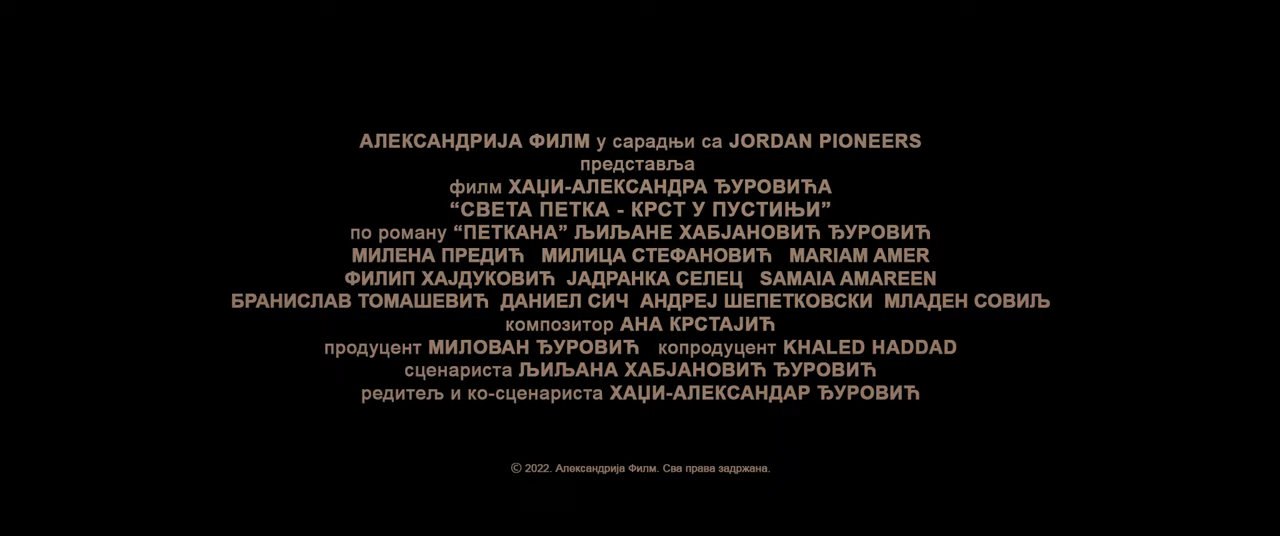 АЛЕКСАНДРИЈА ФИЛМ у сарадњи са JORDAN PIONEERS
представља
филм ХАЏИ-АЛЕКСАНДРА ЂУРОВИЋА
“СВЕТА ПЕТКА - КРСТ У ПУСТИЊИ”
по роману “ПЕТКАНА” ЉИЉАНЕ ХАБЈАНОВИЋ ЂУРОВИЋ
МИЛЕНА ПРЕДИЋ МИЛИЦА СТЕФАНОВИЋ MARIAM AMER
ФИЛИП ХАЈДУКОВИЋ ЈАДРАНКА СЕЛЕЦ SAMAIA AMAREEN
БРАНИСЛАВ ТОМАШЕВИЋ ДАНИЕЛ СИЧ АНДРЕЈ ШЕПЕТКОВСКИ МЛАДЕН СОВИЉ
композитор АНА КРСТАЈИЋ
продуцент МИЛОВАН ЂУРОВИЋ копродуцент KHALED HADDAD
сценариста ЉИЉАНА ХАБЈАНОВИЋ ЂУРОВИЋ
редитељ и ко-сценариста ХАЏИ-АЛЕКСАНДАР ЂУРОВИЋ
© 2022. Александрија Филм. Сва права задржана.